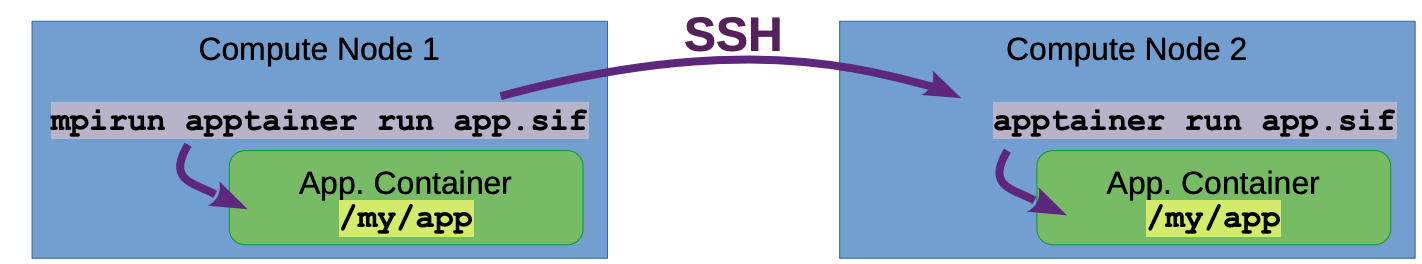 SSH
Compute Node 1
mpirun apptainer run app.sif
App. Container
/my/app
Compute Node 2
apptainer run app.sif
App. Container
/my/app